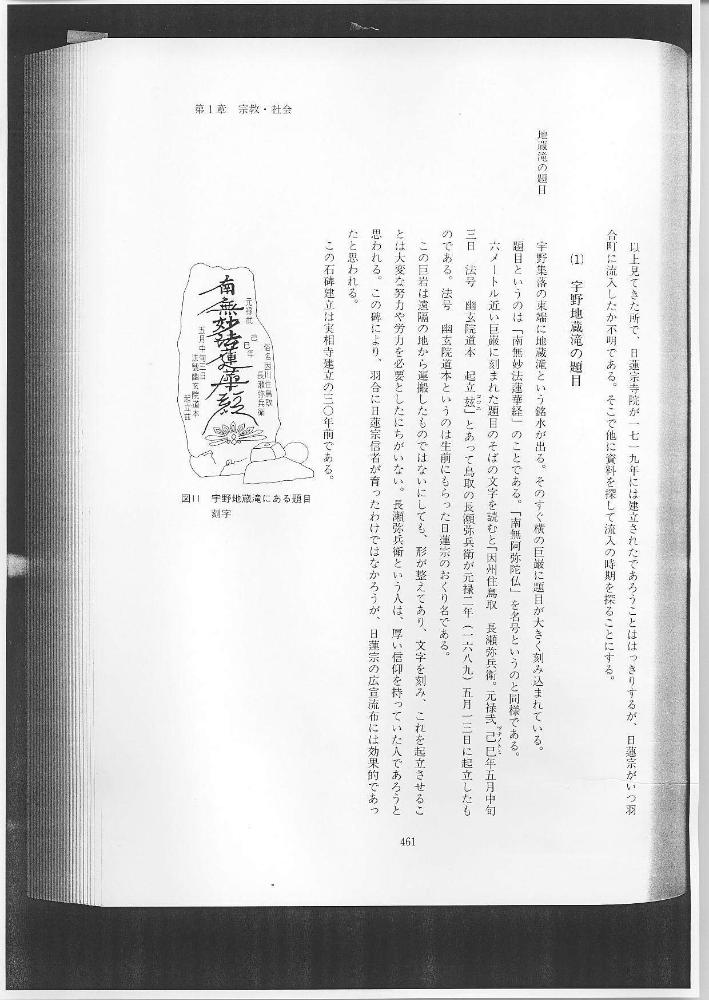 第1章　宗教・社会
地蔵滝の題目
以上見てきた所で、日蓮宗寺院が一七一九年には建立されたであろうことははっきりするが、日蓮宗がいつ羽
合町に流入したか不明である。そこで他に資料を探して流入の時期を探ることにする。
(1)　宇野地蔵滝の題目
宇野集落の東端に地蔵滝という銘水が出る。そのすぐ横の巨巌に題目が大きく刻み込まれている。
題目というのは「南無妙法蓮華経」のことである。「南無阿弥陀仏」を名号というのと同様である。
六メートル近い巨巌に刻まれた題目のそばの文字を読むと「因州住鳥取　長瀬弥兵衛。元禄弐己巳年五月中旬
ツチノトミ
三日　法号　幽玄院道本　起立玆」とあって鳥取の長瀬弥兵衛が元禄二年（一六八九）五月一三日に起立したも
ココニ
のである。法号　幽玄院道本というのは生前にもらった日蓮宗のおくり名である。
この巨岩は遠隔の地から運搬したものではないにしても、形が整えてあり、文字を刻み、これを起立させるこ
とは大変な努力や労力を必要としたにちがいない。長瀬弥兵衛という人は、厚い信仰を持っていた人であろうと
思われる。この碑により、羽合に日蓮宗信者が育ったわけではなかろうが、日蓮宗の広宣流布には効果的であっ
たと思われる。
この石碑建立は実相寺建立の三〇年前である。
俗名因川住鳥取
長瀬弥兵衛
元禄貳
己巳年
南無妙法蓮華経
五月中旬三日
法號幽玄院道本
起立玆
図11　宇野地蔵滝にある題目
刻字
461